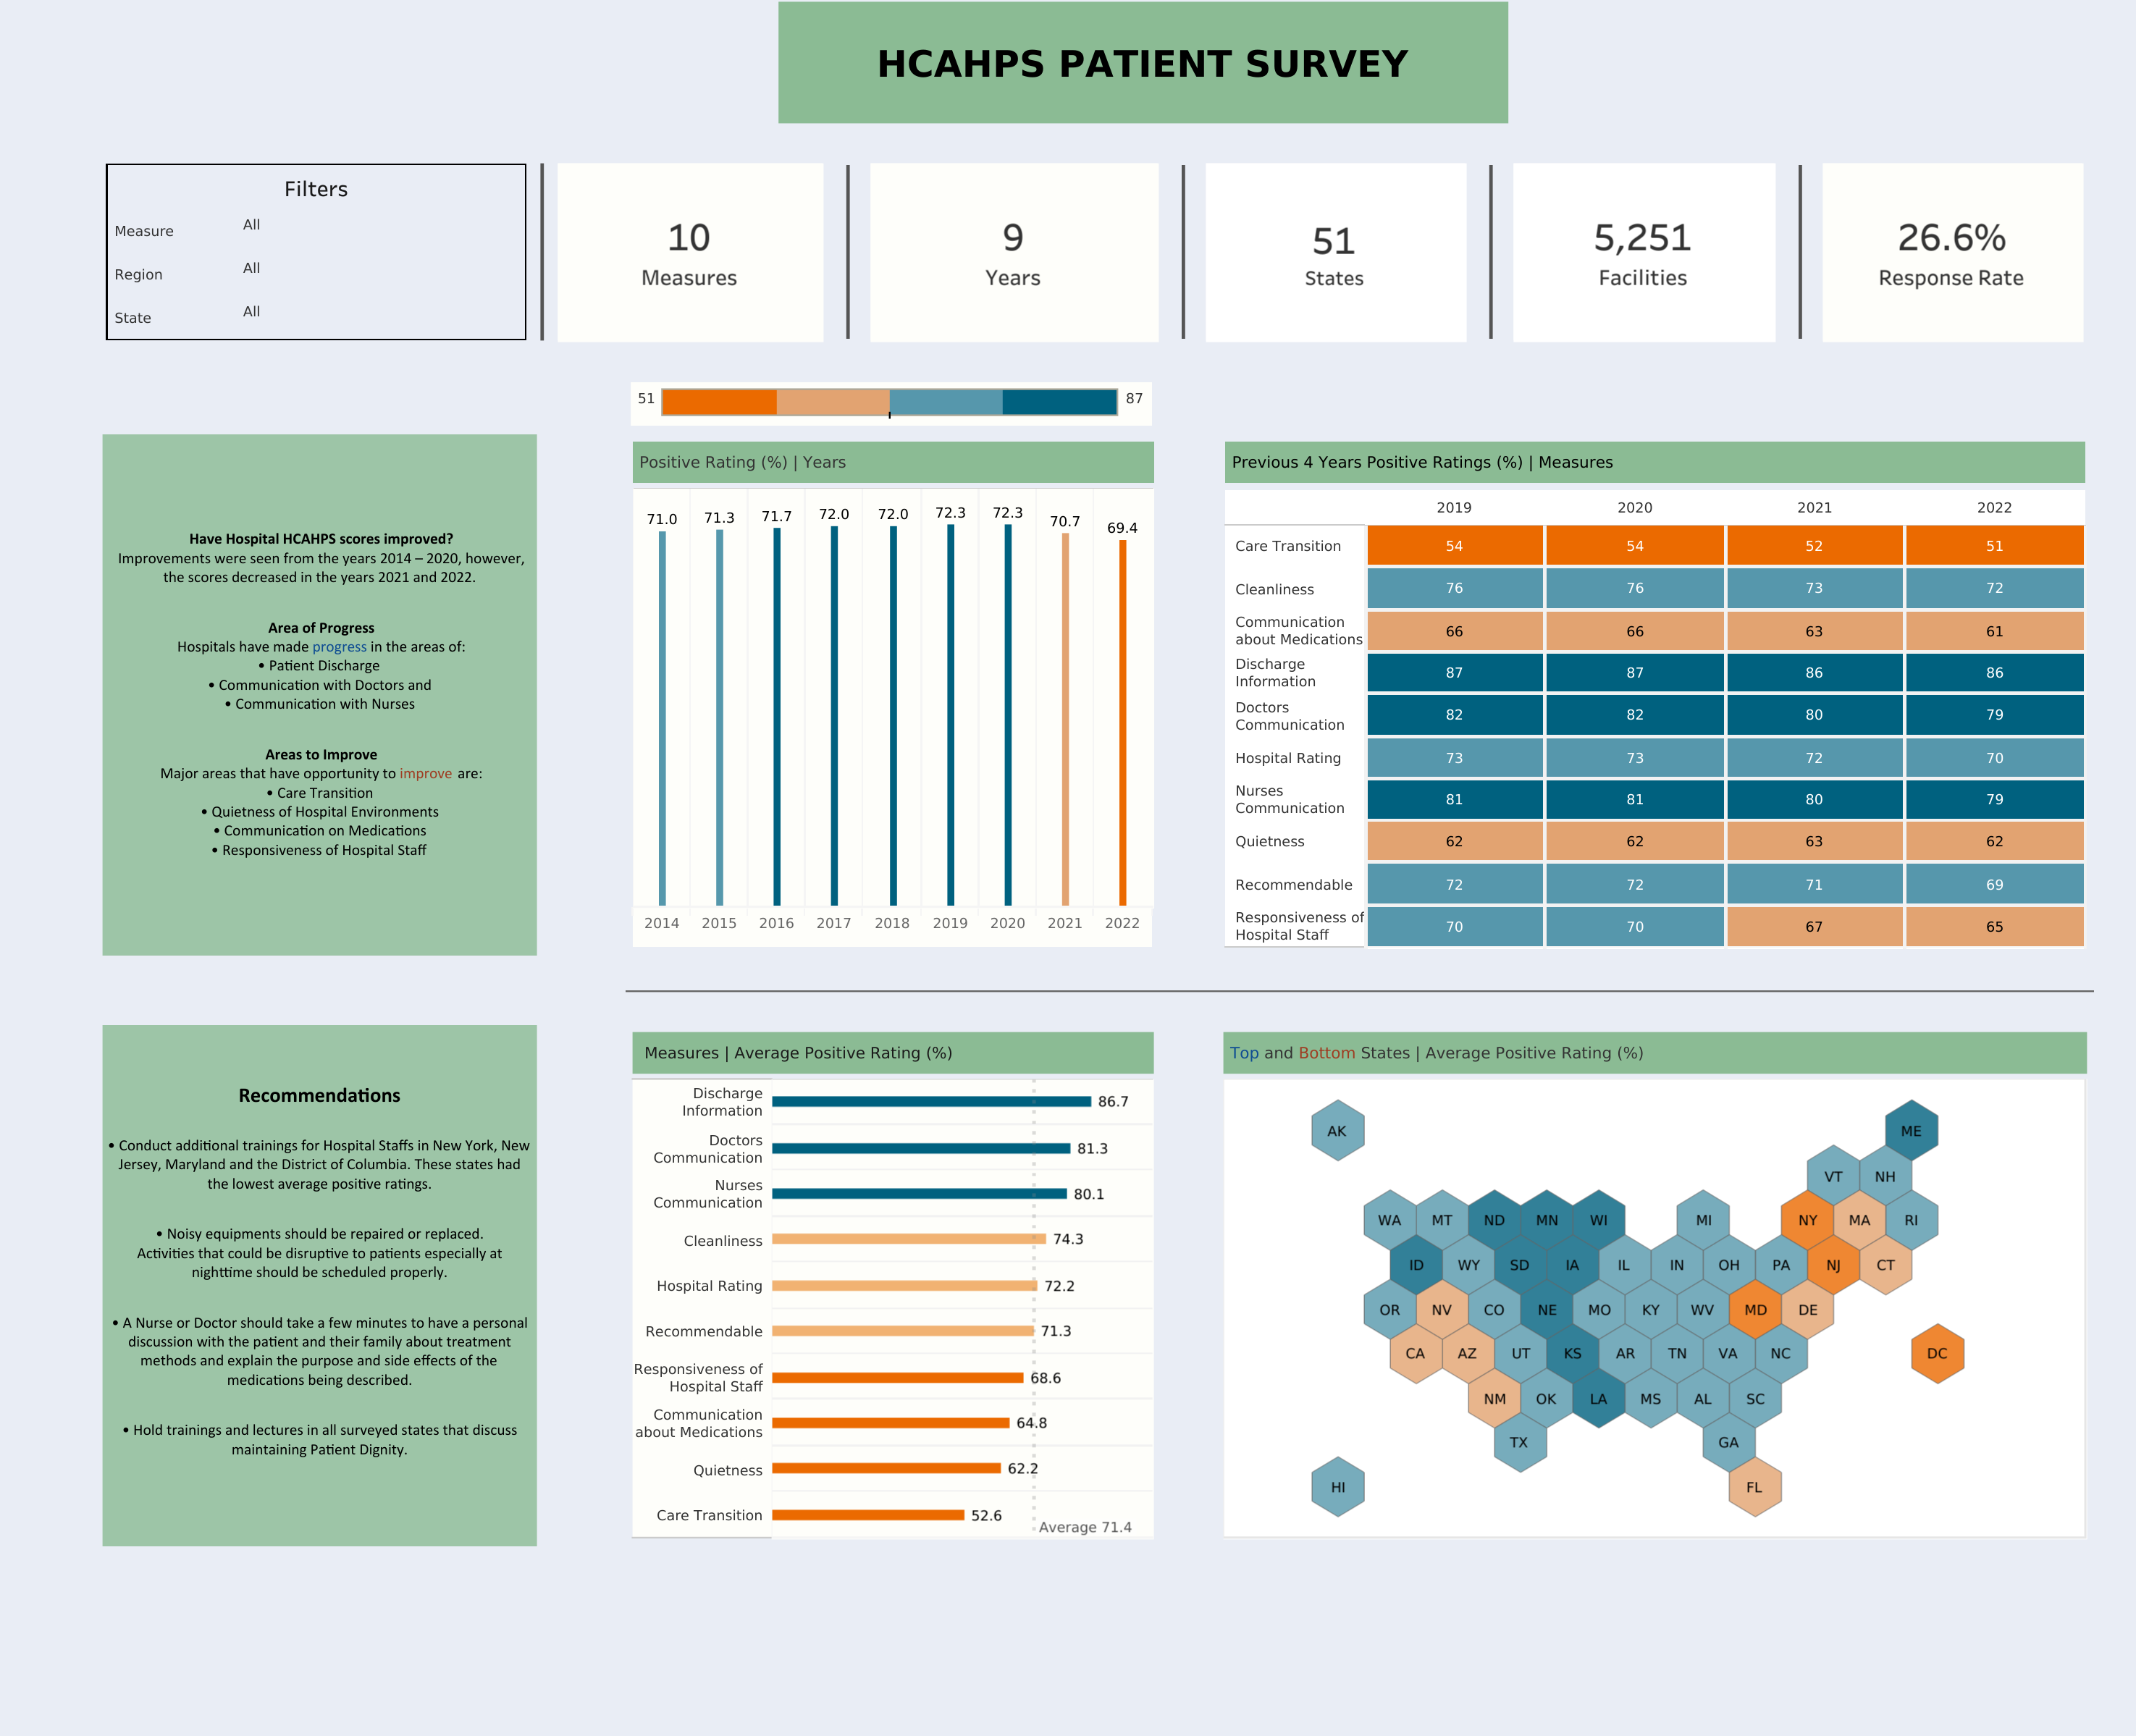 HCAHPS PATIENT SURVEY
Filters
Measure All
Region All
State All
10
Measures
9
Years
51
States
5,251
Facilities
26.6%
Response Rate
51 87
Have Hospital HCAHPS scores improved?
Improvements were seen from the years 2014 – 2020, however,
the scores decreased in the years 2021 and 2022.
Area of Progress
Hospitals have made progress in the areas of:
• Patient Discharge
• Communication with Doctors and
• Communication with Nurses
Areas to Improve
Major areas that have opportunity to improve are:
• Care Transition
• Quietness of Hospital Environments
• Communication on Medications
• Responsiveness of Hospital Staff
Positive Rating (%) | Years
71.0 71.3 71.7 72.0 72.0 72.3 72.3 70.7 69.4
2014 2015 2016 2017 2018 2019 2020 2021 2022
Previous 4 Years Positive Ratings (%) | Measures
2019 2020 2021 2022
Care Transition 54 54 52 51
Cleanliness 76 76 73 72
Communication
about Medications 66 66 63 61
Discharge
Information 87 87 86 86
Doctors
Communication 82 82 80 79
Hospital Rating 73 73 72 70
Nurses
Communication 81 81 80 79
Quietness 62 62 63 62
Recommendable 72 72 71 69
Responsiveness of
Hospital Staff 70 70 67 65
Recommendations
• Conduct additional trainings for Hospital Staffs in New York, New
Jersey, Maryland and the District of Columbia. These states had
the lowest average positive ratings.
• Noisy equipments should be repaired or replaced.
Activities that could be disruptive to patients especially at
nighttime should be scheduled properly.
• A Nurse or Doctor should take a few minutes to have a personal
discussion with the patient and their family about treatment
methods and explain the purpose and side effects of the
medications being described.
• Hold trainings and lectures in all surveyed states that discuss
maintaining Patient Dignity.
Measures | Average Positive Rating (%)
Discharge
Information 86.7
Doctors
Communication 81.3
Nurses
Communication 80.1
Cleanliness 74.3
Hospital Rating 72.2
Recommendable 71.3
Responsiveness of
Hospital Staff 68.6
Communication
about Medications 64.8
Quietness 62.2
Care Transition 52.6
Average 71.4
Top and Bottom States | Average Positive Rating (%)
AK ME
VT NH
WA MT ND MN WI MI NY MA RI
ID WY SD IA IL IN OH PA NJ CT
OR NV CO NE MO KY WV MD DE
CA AZ UT KS AR TN VA NC DC
NM OK LA MS AL SC
TX GA
HI FL